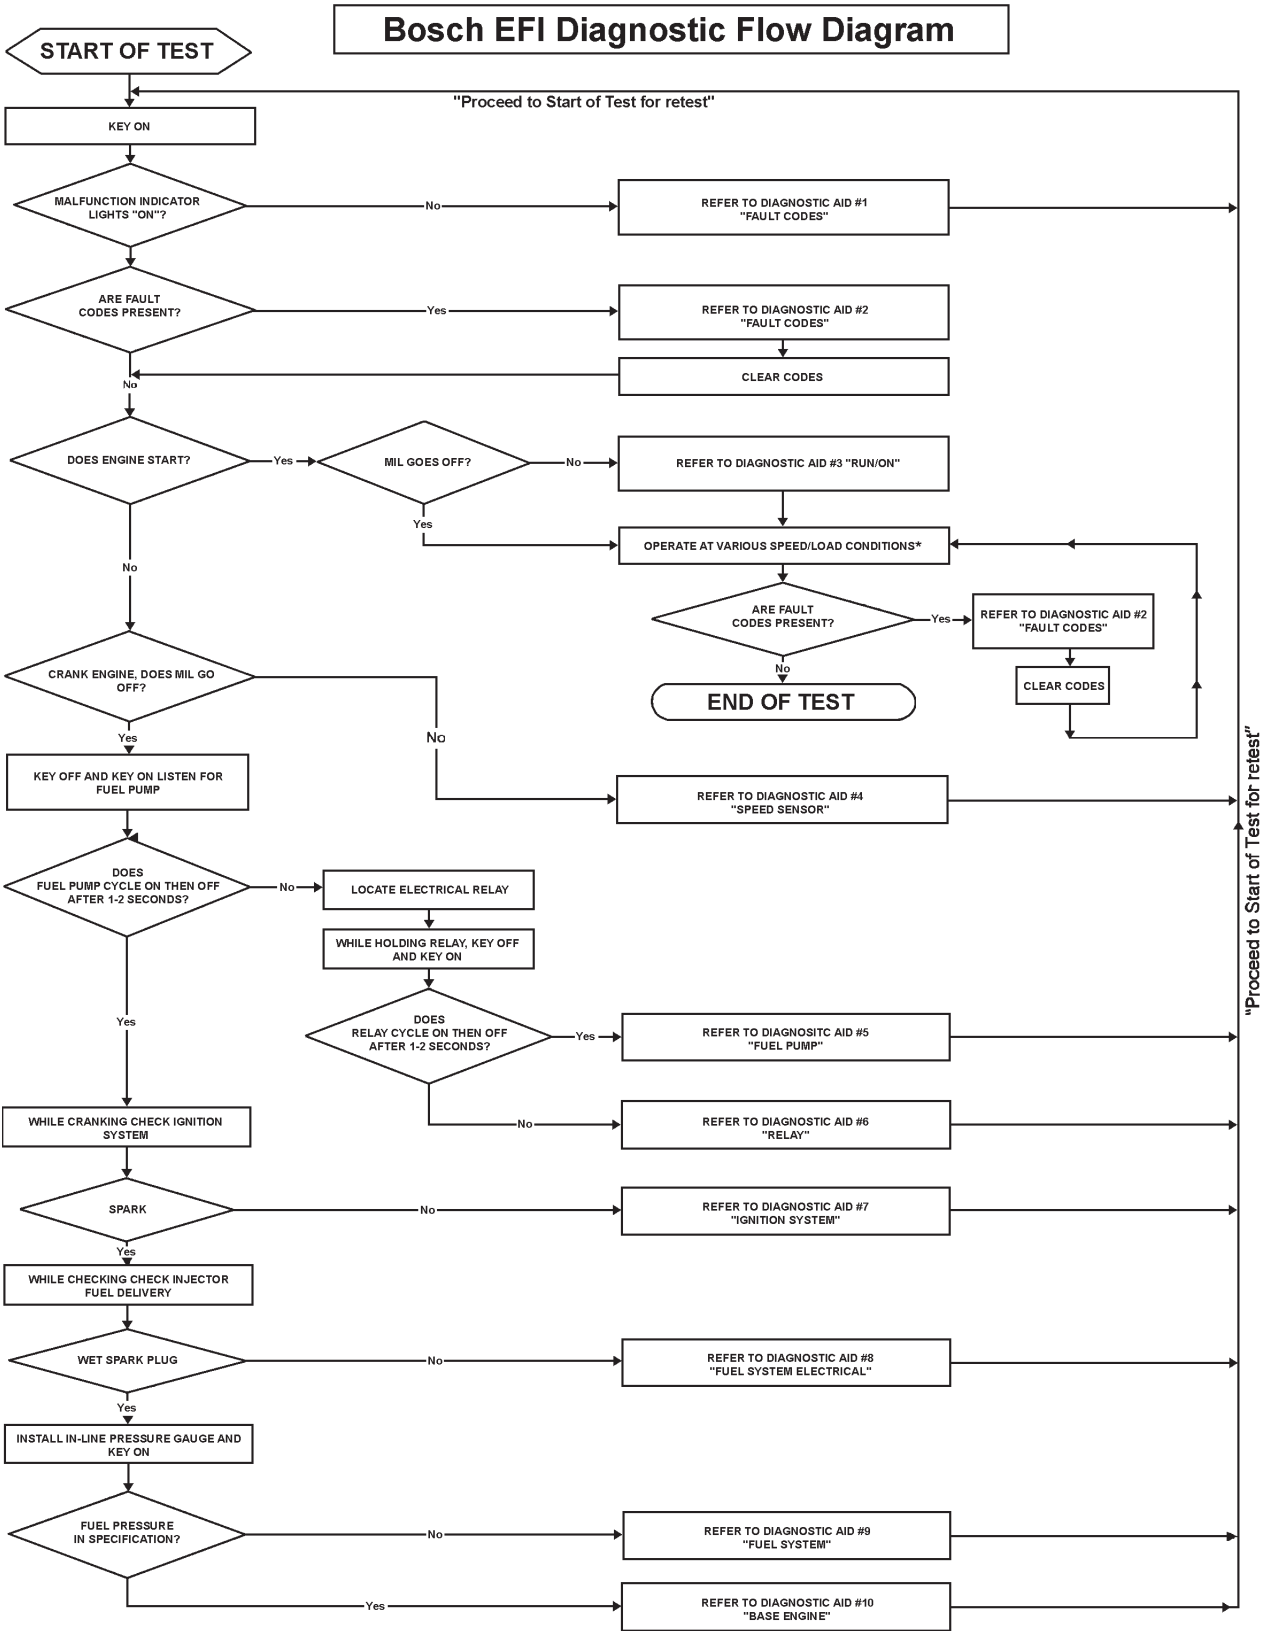 Bosch EFI Diagnostic Flow Diagram
START OF TEST
"Proceed to Start of Test for retest"
KEY ON
MALFUNCTION INDICATOR
LIGHTS "ON"?
No
REFER TO DIAGNOSTIC AID #1
"FAULT CODES"
ARE FAULT
CODES PRESENT?
Yes
REFER TO DIAGNOSTIC AID #2
"FAULT CODES"
CLEAR CODES
No
DOES ENGINE START?
Yes
MIL GOES OFF?
No
REFER TO DIAGNOSTIC AID #3 "RUN/ON"
Yes
OPERATE AT VARIOUS SPEED/LOAD CONDITIONS*
No
ARE FAULT
CODES PRESENT?
Yes
REFER TO DIAGNOSTIC AID #2
"FAULT CODES"
No
CLEAR CODES
END OF TEST
CRANK ENGINE, DOES MIL GO
OFF?
No
Yes
KEY OFF AND KEY ON LISTEN FOR
FUEL PUMP
REFER TO DIAGNOSTIC AID #4
"SPEED SENSOR"
"Proceed to Start of Test for retest"
DOES
FUEL PUMP CYCLE ON THEN OFF
AFTER 1-2 SECONDS?
No
LOCATE ELECTRICAL RELAY
WHILE HOLDING RELAY, KEY OFF
AND KEY ON
Yes
DOES
RELAY CYCLE ON THEN OFF
AFTER 1-2 SECONDS?
Yes
REFER TO DIAGNOSITC AID #5
"FUEL PUMP"
No
REFER TO DIAGNOSTIC AID #6
"RELAY"
WHILE CRANKING CHECK IGNITION
SYSTEM
SPARK
No
REFER TO DIAGNOSTIC AID #7
"IGNITION SYSTEM"
Yes
WHILE CHECKING CHECK INJECTOR
FUEL DELIVERY
WET SPARK PLUG
No
REFER TO DIAGNOSTIC AID #8
"FUEL SYSTEM ELECTRICAL"
Yes
INSTALL IN-LINE PRESSURE GAUGE AND
KEY ON
FUEL PRESSURE
IN SPECIFICATION?
No
REFER TO DIAGNOSTIC AID #9
"FUEL SYSTEM"
Yes
REFER TO DIAGNOSTIC AID #10
"BASE ENGINE"